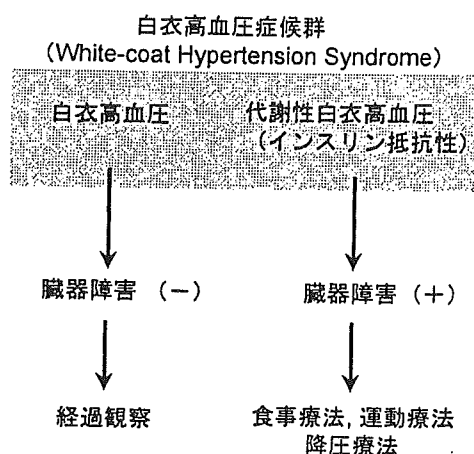 白衣高血圧症候群
（White-coat Hypertension Syndrome）
白衣高血圧
代謝性白衣高血圧
（インスリン抵抗性）
臓器障害 （－）
臓器障害 （＋）
経過観察
食事療法, 運動療法
降圧療法